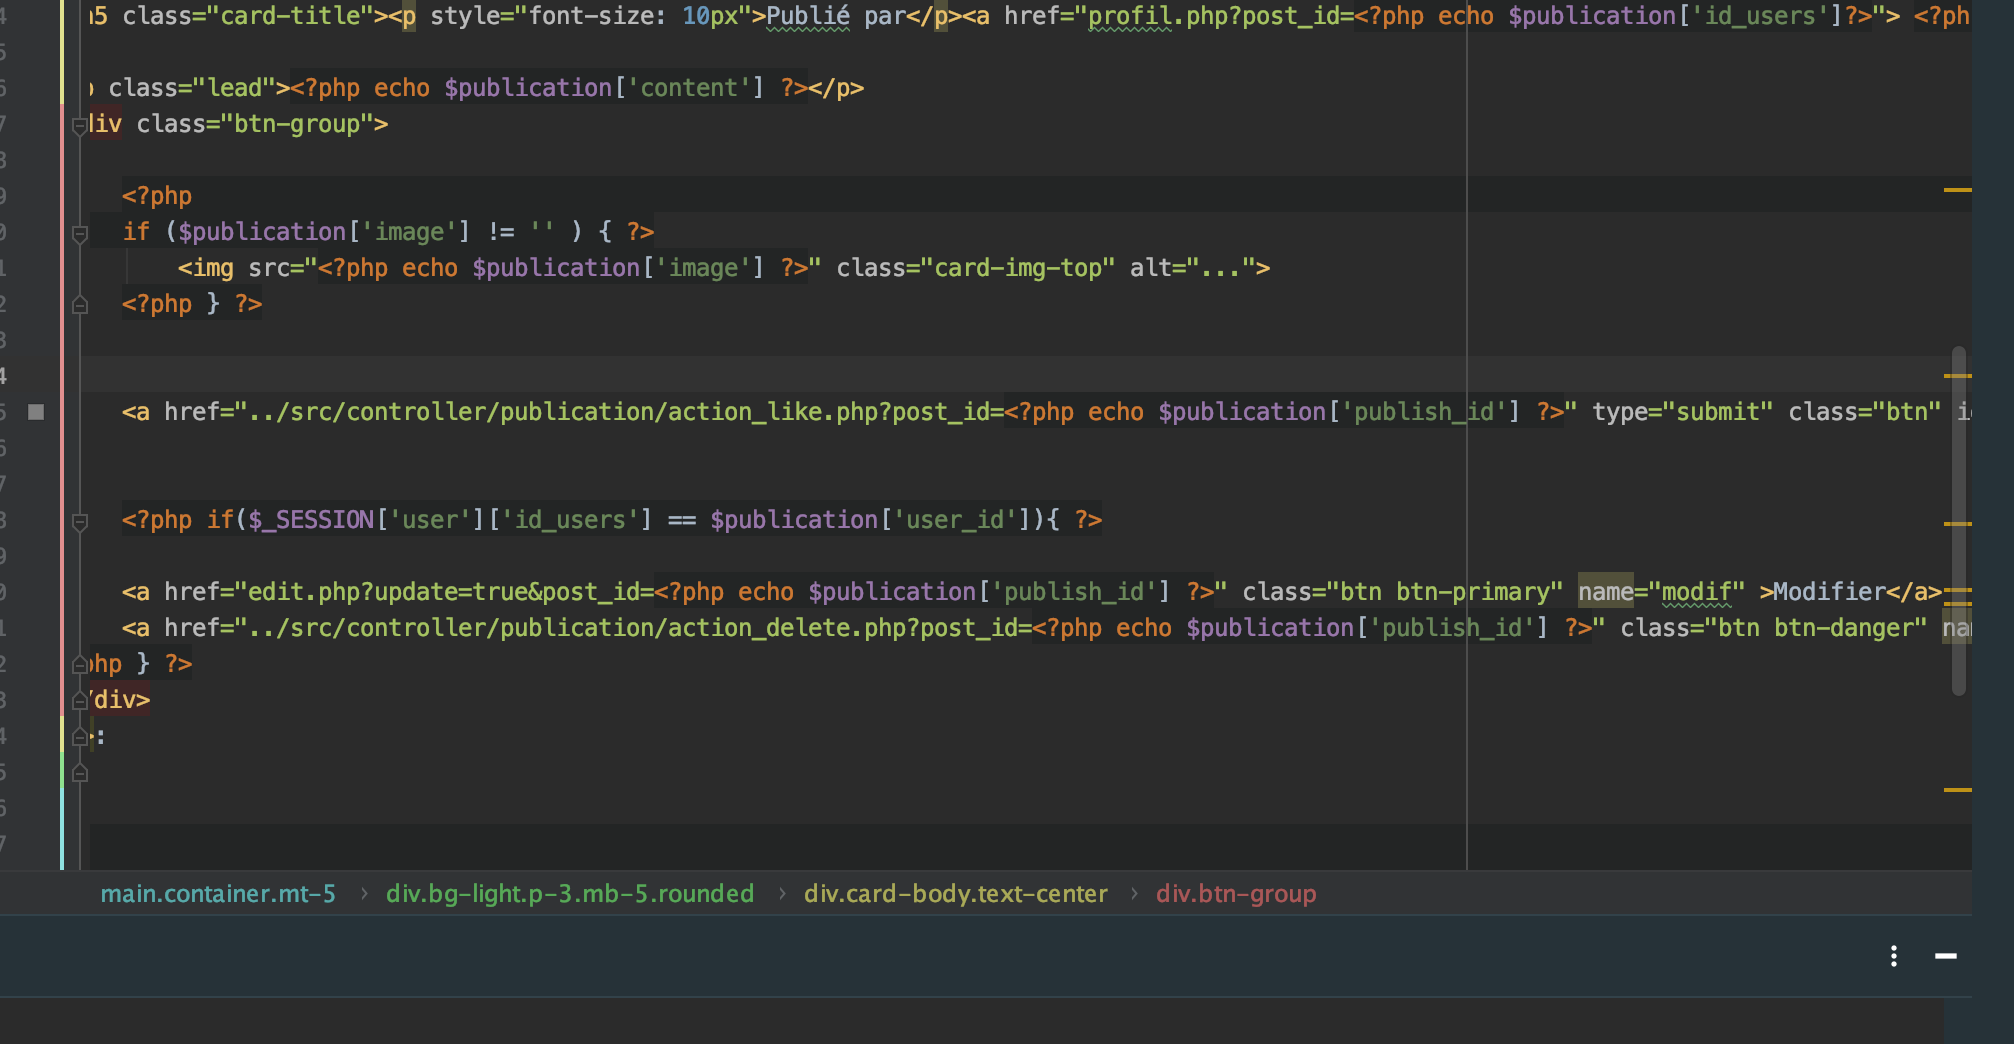 h5 class="card-title"><p style="font-size: 10px">Publié par</p><a href="profil.php?post_id=<?php echo $publication['id_users']?>"> <?ph
class="lead"><?php echo $publication['content'] ?></p>
div class="btn-group">
<?php
if ($publication['image'] != '' ) { ?>
<img src="<?php echo $publication['image'] ?>" class="card-img-top" alt="...">
<?php } ?>
<a href="../src/controller/publication/action_like.php?post_id=<?php echo $publication['publish_id'] ?>" type="submit" class="btn" i
<?php if($_SESSION['user']['id_users'] == $publication['user_id']){ ?>
<a href="edit.php?update=true&post_id=<?php echo $publication['publish_id'] ?>" class="btn btn-primary" name="modif" >Modifier</a>
<a href="../src/controller/publication/action_delete.php?post_id=<?php echo $publication['publish_id'] ?>" class="btn btn-danger" na
php } ?>
/div>
>:
main.container.mt-5 › div.bg-light.p-3.mb-5.rounded › div.card-body.text-center › div.btn-group